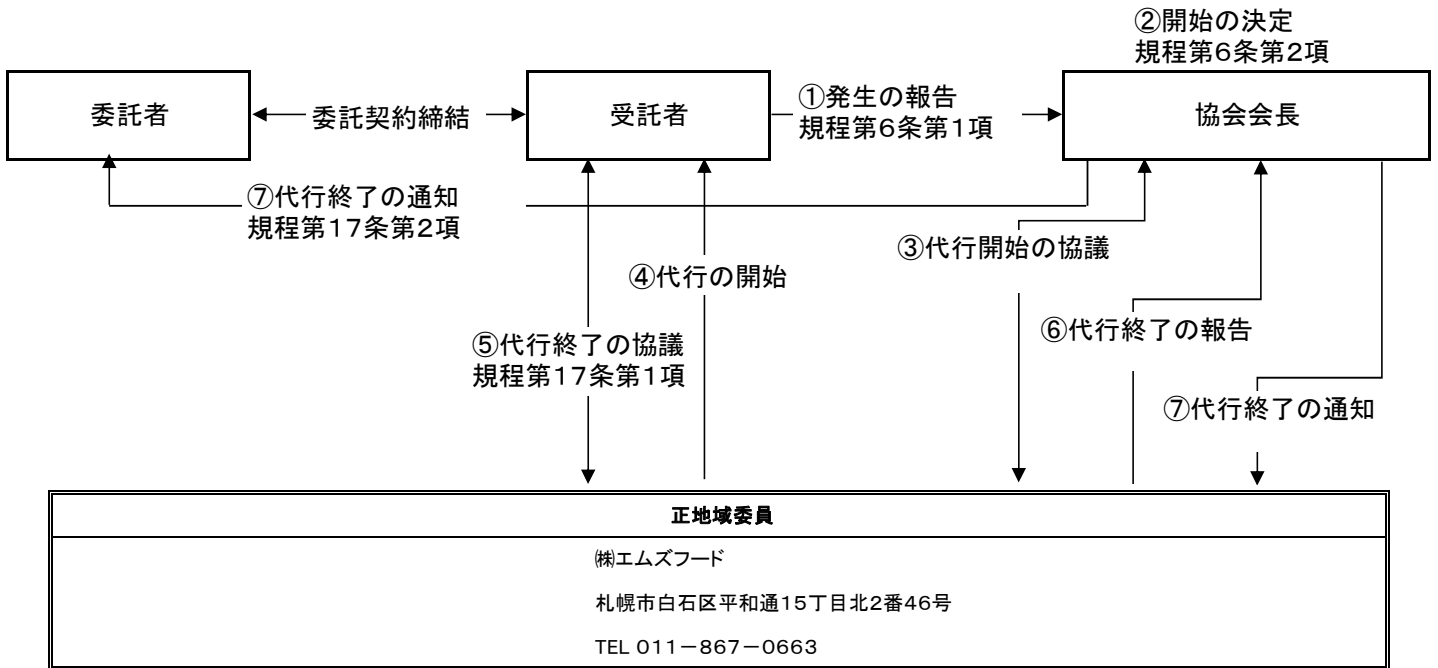 ②開始の決定
規程第6条第2項
委託者
委託契約締結
受託者
①発生の報告
規程第6条第1項
協会会長
⑦代行終了の通知
規程第17条第2項
③代行開始の協議
④代行の開始
⑥代行終了の報告
⑤代行終了の協議
規程第17条第1項
⑦代行終了の通知
正地域委員
㈱エムズフード
札幌市白石区平和通15丁目北2番46号
TEL 011－867－0663